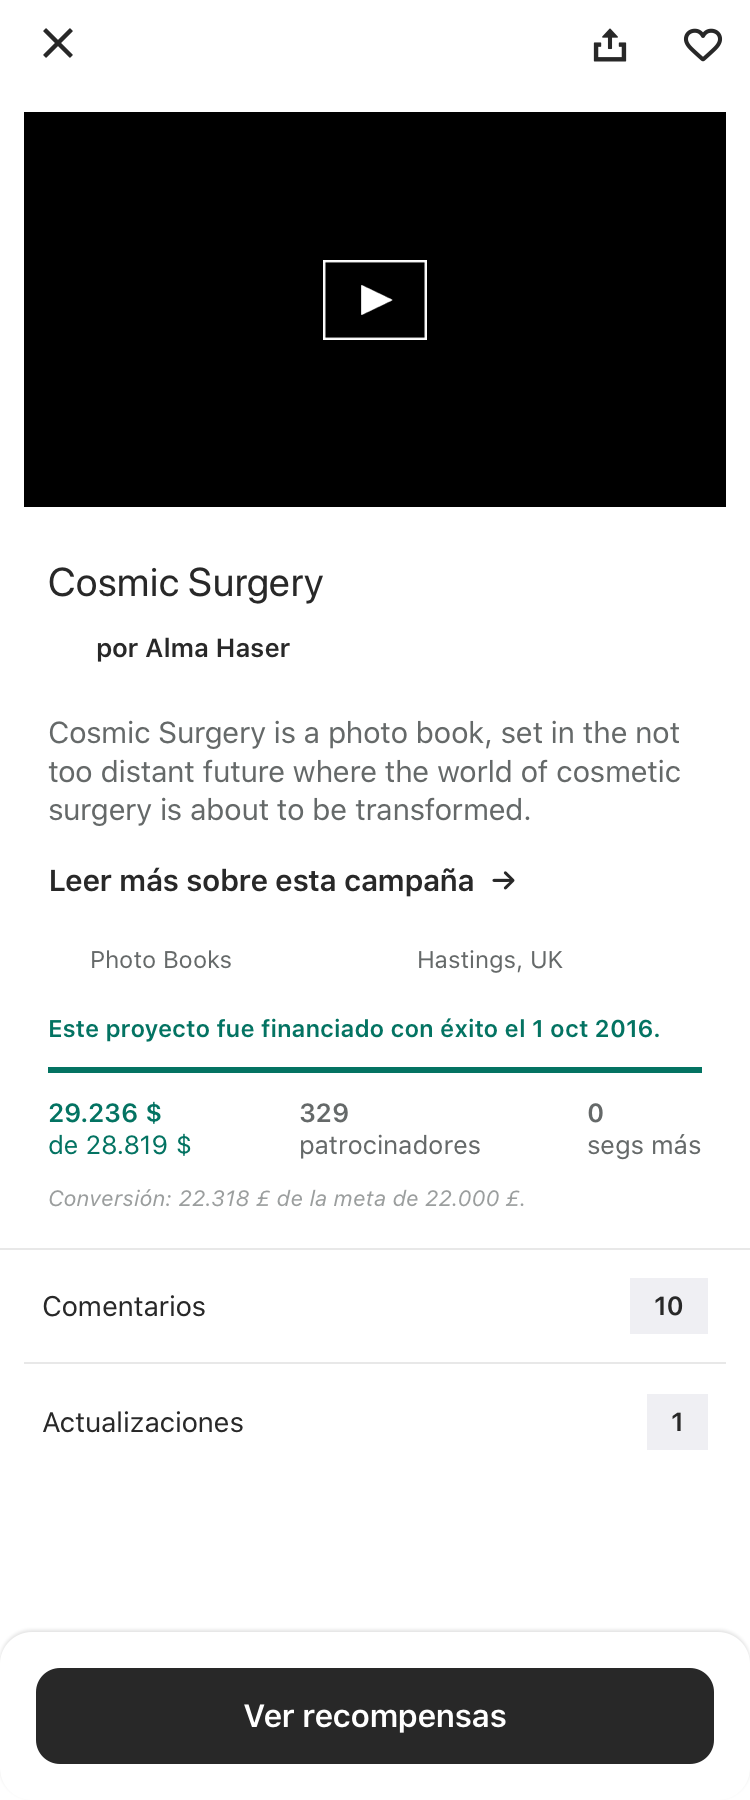 Cosmic Surgery
por Alma Haser
Cosmic Surgery is a photo book, set in the not
too distant future where the world of cosmetic
surgery is about to be transformed.
Leer más sobre esta campaña →
Photo Books
Hastings, UK
Este proyecto fue financiado con éxito el 1 oct 2016.
29.236 $
de 28.819 $
329
patrocinadores
0
segs más
Conversión: 22.318 £ de la meta de 22.000 £.
Comentarios
10
Actualizaciones
1
Ver recompensas